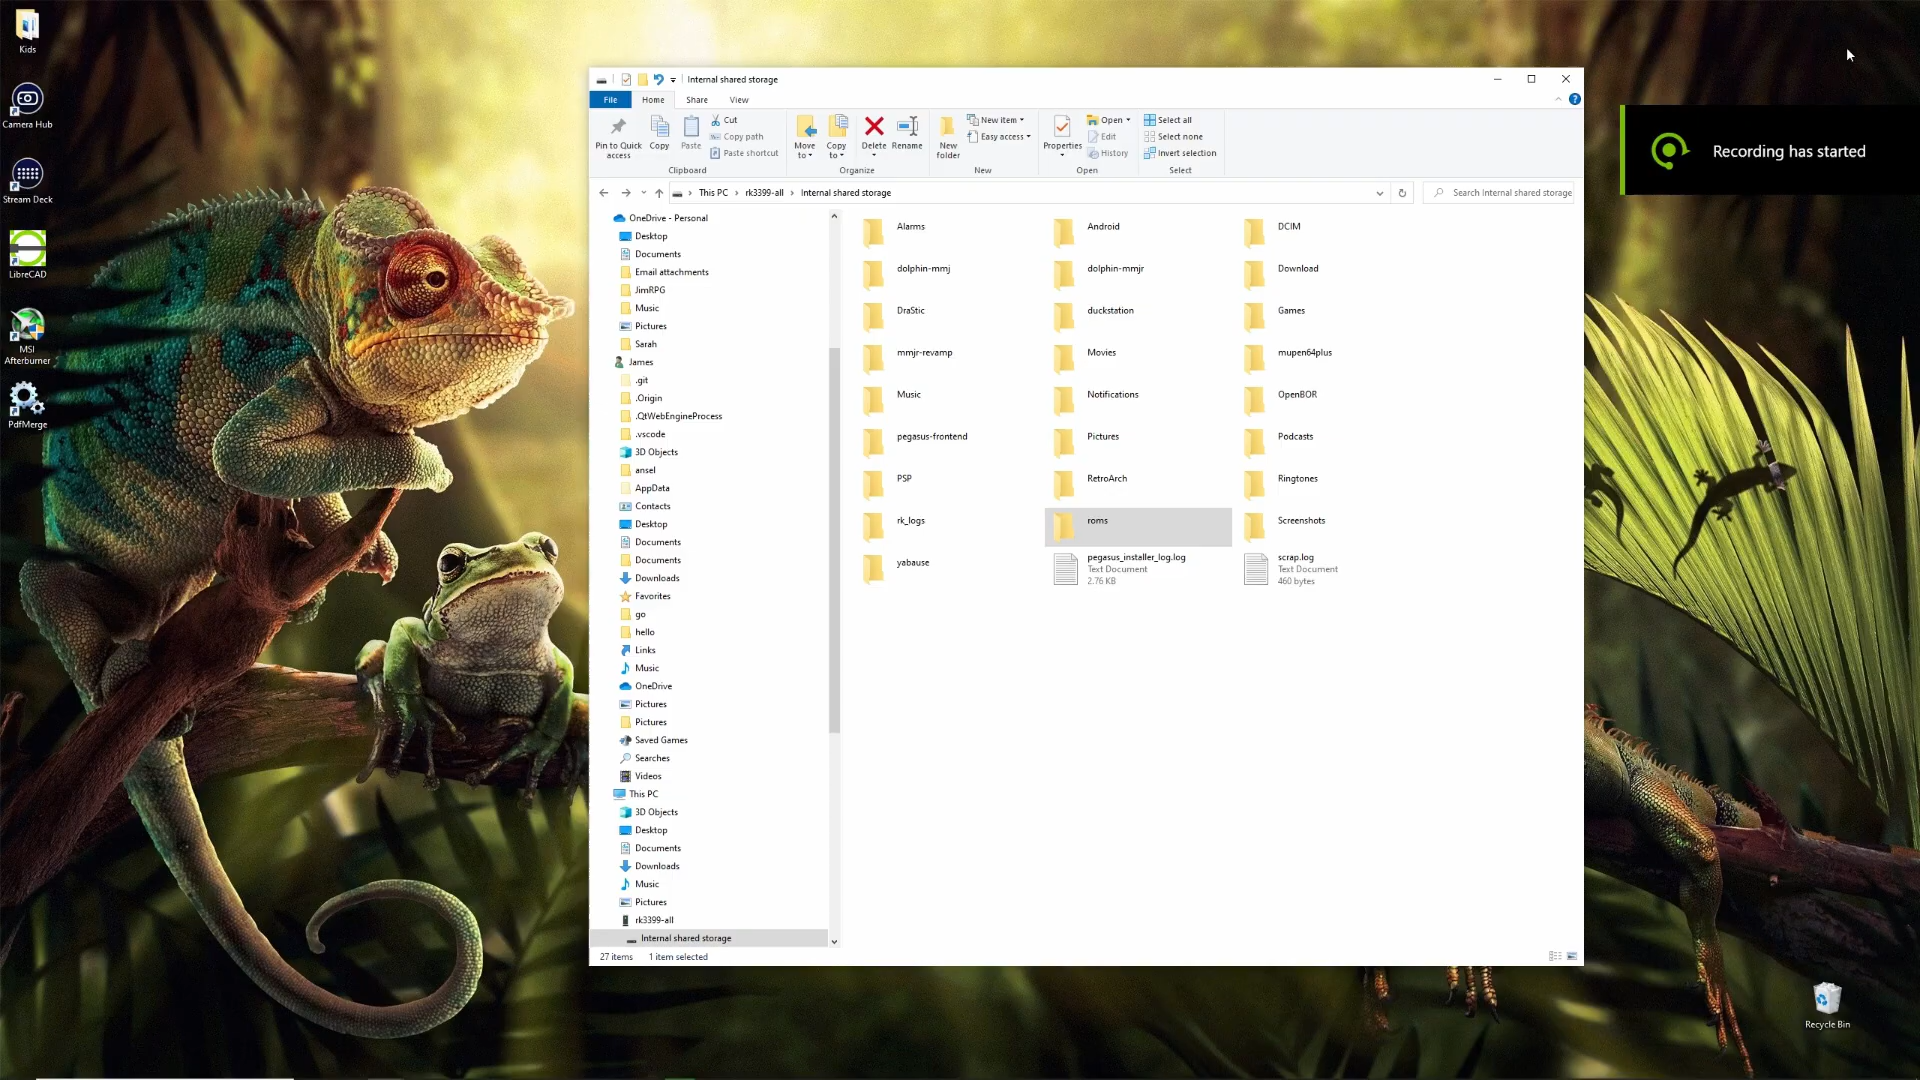 Kids
Camera Hub
Stream Deck
LibreCAD
MSI
Afterburner
PdfMerge
Internal shared storage
File Home Share View
Pin to Quick
access
Copy
Paste
Cut
Copy path
Paste shortcut
Clipboard
Move
to
Copy
to
Delete
Rename
Organize
New
folder
New item
Easy access
New
Properties
Open
Edit
History
Open
Select all
Select none
Invert selection
Select
This PC › rk3399-all › Internal shared storage
Search Internal shared storage
OneDrive - Personal
Desktop
Documents
Email attachments
JimRPG
Music
Pictures
Sarah
James
.git
.Origin
.QtWebEngineProcess
.vscode
3D Objects
ansel
AppData
Contacts
Desktop
Documents
Documents
Downloads
Favorites
go
hello
Links
Music
OneDrive
Pictures
Pictures
Saved Games
Searches
Videos
This PC
3D Objects
Desktop
Documents
Downloads
Music
Pictures
rk3399-all
Internal shared storage
Alarms Android DCIM
dolphin-mmj dolphin-mmjr Download
DraStic duckstation Games
mmjr-revamp Movies mupen64plus
Music Notifications OpenBOR
pegasus-frontend Pictures Podcasts
PSP RetroArch Ringtones
rk_logs roms Screenshots
yabause
pegasus_installer_log.log
Text Document
2.76 KB
scrap.log
Text Document
460 bytes
27 items 1 item selected
Recording has started
Recycle Bin